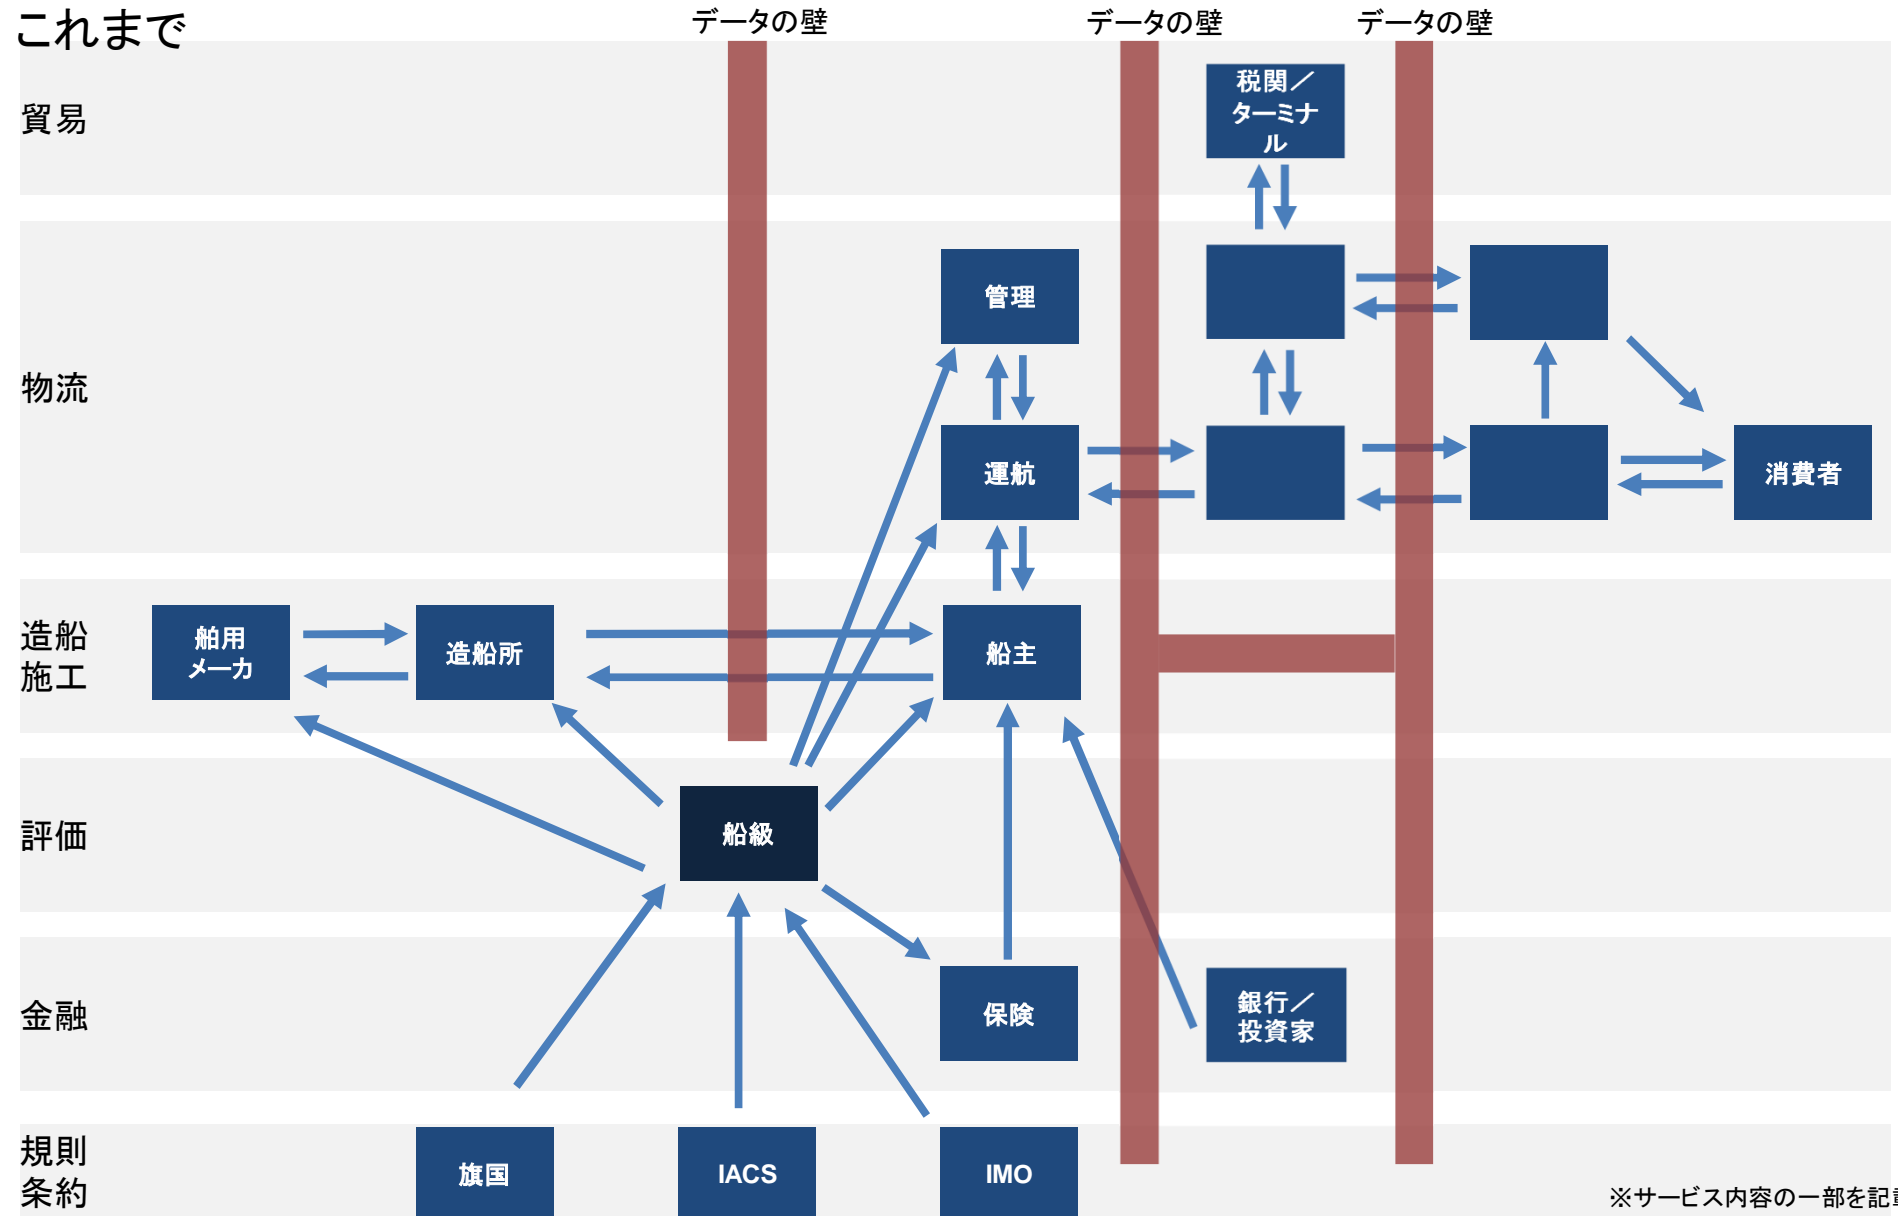 これまで
データの壁
データの壁
データの壁
貿易
税関／
ターミナ
ル
物流
管理
運航
消費者
造船
施工
舶用
メーカ
造船所
船主
評価
船級
金融
保険
銀行／
投資家
規則
条約
旗国
IACS
IMO
※サービス内容の一部を記